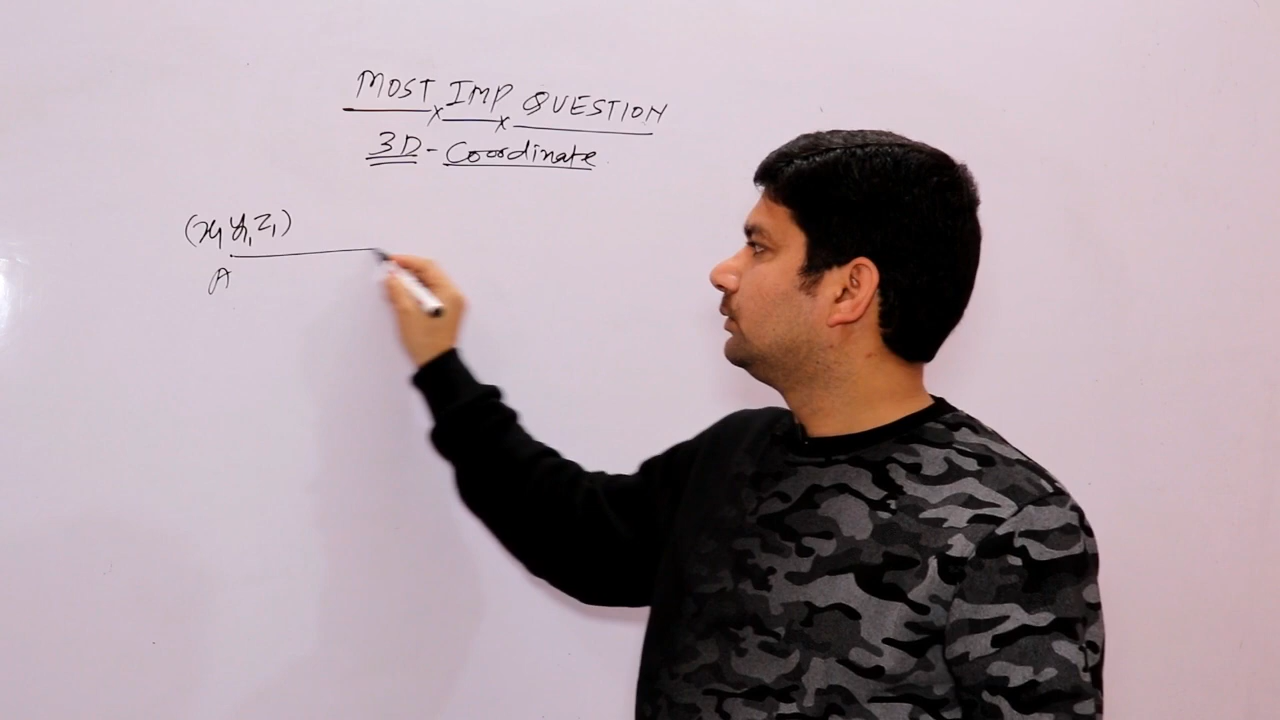 MOST IMP QUESTION
3D - Coordinate
(x₁ y₁, z₁)
A